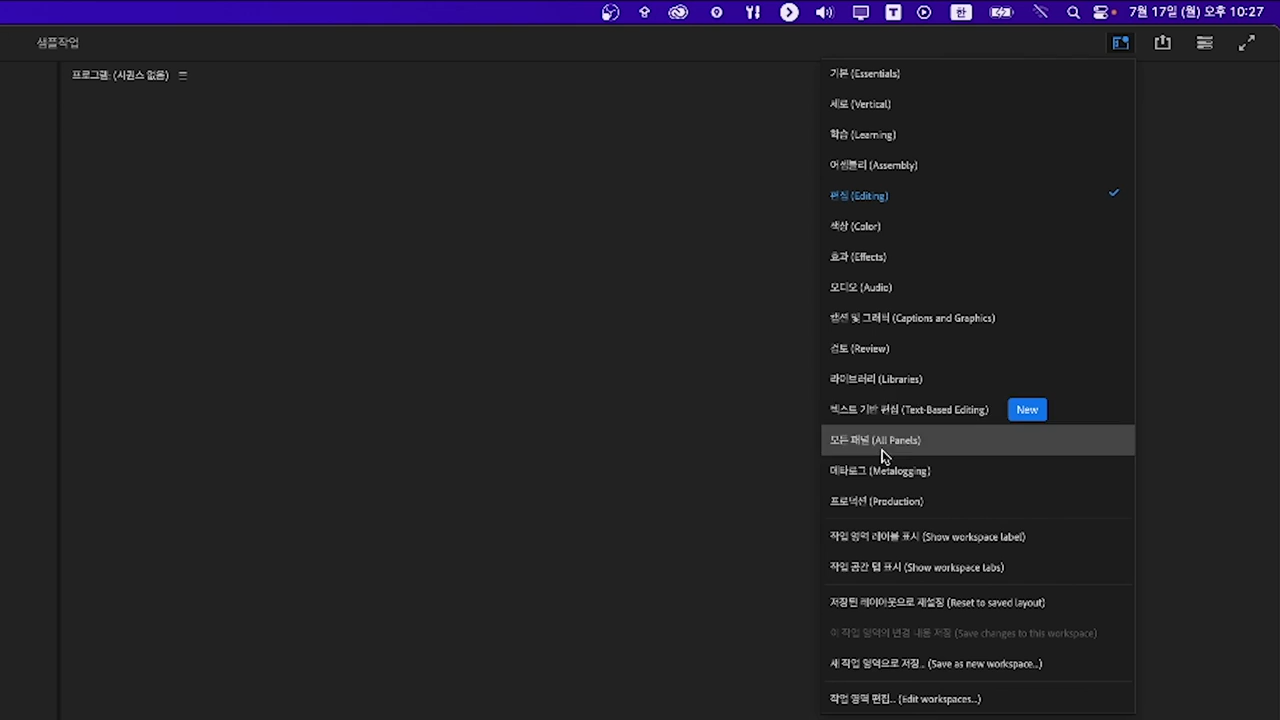 7월 17일 (월) 오후 10:27
샘플작업
프로그램: (시퀀스 없음)
기본 (Essentials)
세로 (Vertical)
학습 (Learning)
어셈블리 (Assembly)
편집 (Editing)
색상 (Color)
효과 (Effects)
오디오 (Audio)
캡션 및 그래픽 (Captions and Graphics)
검토 (Review)
라이브러리 (Libraries)
텍스트 기반 편집 (Text-Based Editing) New
모든 패널 (All Panels)
메타로그 (Metalogging)
프로덕션 (Production)
작업 영역 레이블 표시 (Show workspace label)
작업 공간 탭 표시 (Show workspace tabs)
저장된 레이아웃으로 재설정 (Reset to saved layout)
이 작업 영역의 변경 내용 저장 (Save changes to this workspace)
새 작업 영역으로 저장... (Save as new workspace...)
작업 영역 편집... (Edit workspaces...)